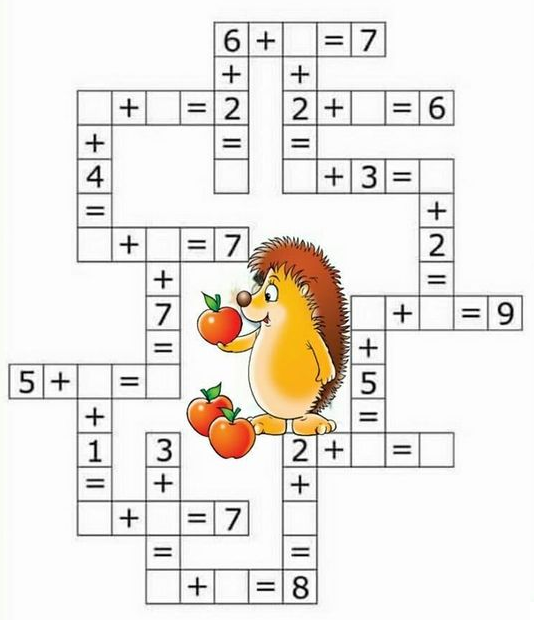 6 + = 7
+ +
+ = 2 2 + = 6
+ = =
4 + 3 =
= +
+ = 7 2
+ =
7 + = 9
= +
5 + = 5
+ =
1 3 2 + =
= + +
+ = 7
= =
+ = 8